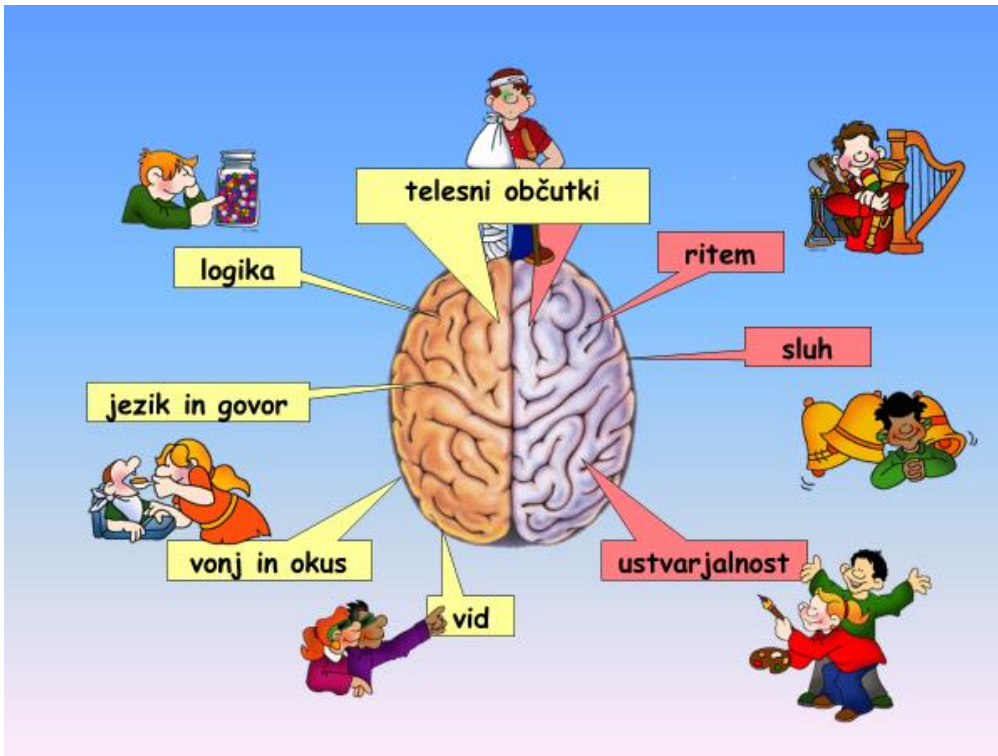 telesni občutki
logika
ritem
sluh
jezik in govor
vonj in okus
ustvarjalnost
vid